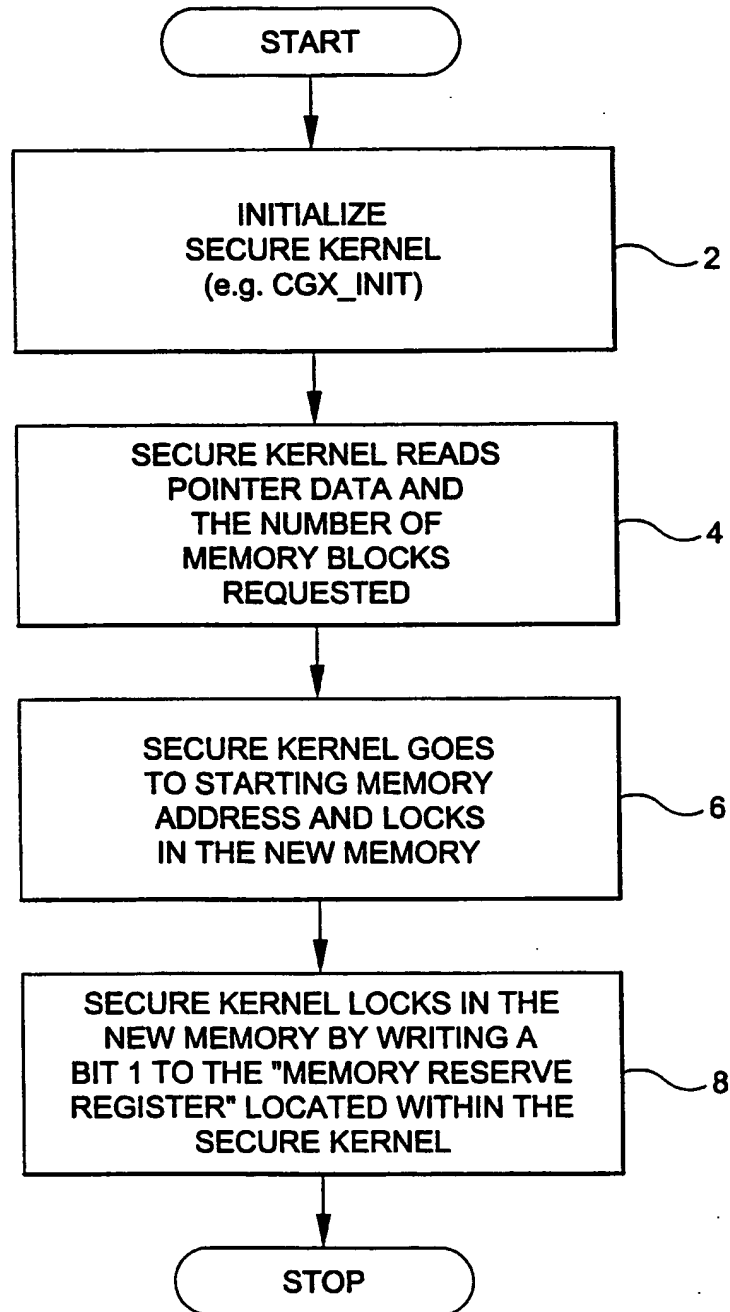 START
INITIALIZE
SECURE KERNEL
(e.g. CGX_INIT)
2
SECURE KERNEL READS
POINTER DATA AND
THE NUMBER OF
MEMORY BLOCKS
REQUESTED
4
SECURE KERNEL GOES
TO STARTING MEMORY
ADDRESS AND LOCKS
IN THE NEW MEMORY
6
SECURE KERNEL LOCKS IN THE
NEW MEMORY BY WRITING A
BIT 1 TO THE "MEMORY RESERVE
REGISTER" LOCATED WITHIN THE
SECURE KERNEL
8
STOP